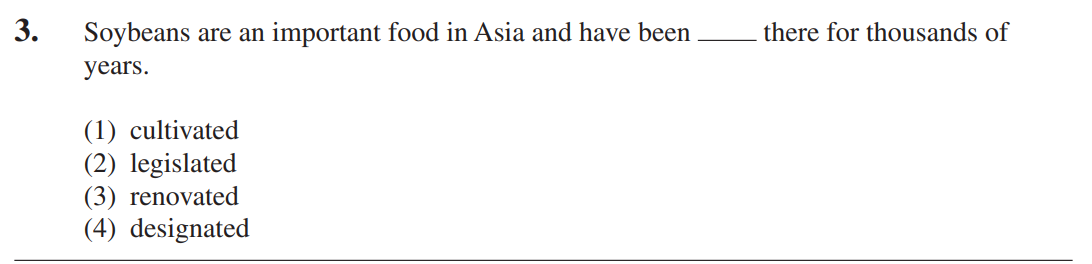 3. Soybeans are an important food in Asia and have been ____ there for thousands of
years.
(1) cultivated
(2) legislated
(3) renovated
(4) designated